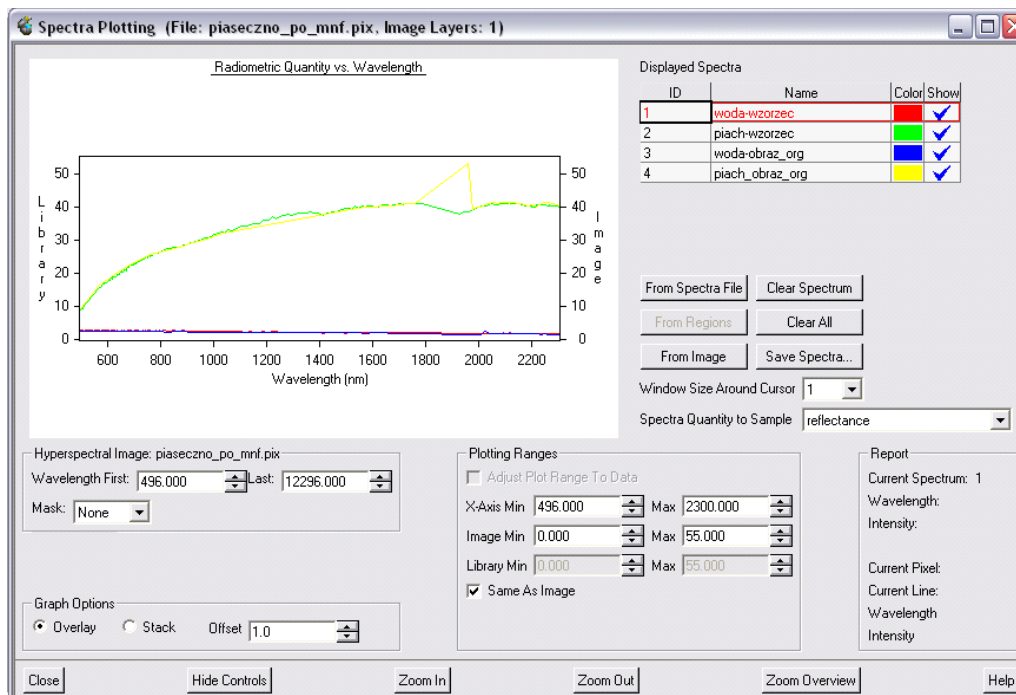 Spectra Plotting (File: piaseczno_po_mnf.pix, Image Layers: 1)
Radiometric Quantity vs. Wavelength
50
40
30
20
10
0
Library
50
40
30
20
10
0
Image
600 800 1000 1200 1400 1600 1800 2000 2200
Wavelength (nm)
Displayed Spectra
ID Name Color Show
1 woda-wzorzec
2 piach-wzorzec
3 woda-obraz_org
4 piach_obraz_org
From Spectra File Clear Spectrum
From Regions Clear All
From Image Save Spectra...
Window Size Around Cursor 1
Spectra Quantity to Sample reflectance
Hyperspectral Image: piaseczno_po_mnf.pix
Wavelength First: 496.000 Last: 12296.000
Mask: None
Graph Options
Overlay Stack Offset 1.0
Plotting Ranges
Adjust Plot Range To Data
X-Axis Min 496.000 Max 2300.000
Image Min 0.000 Max 55.000
Library Min 0.000 Max 55.000
Same As Image
Report
Current Spectrum: 1
Wavelength:
Intensity:
Current Pixel:
Current Line:
Wavelength
Intensity
Close Hide Controls Zoom In Zoom Out Zoom Overview Help